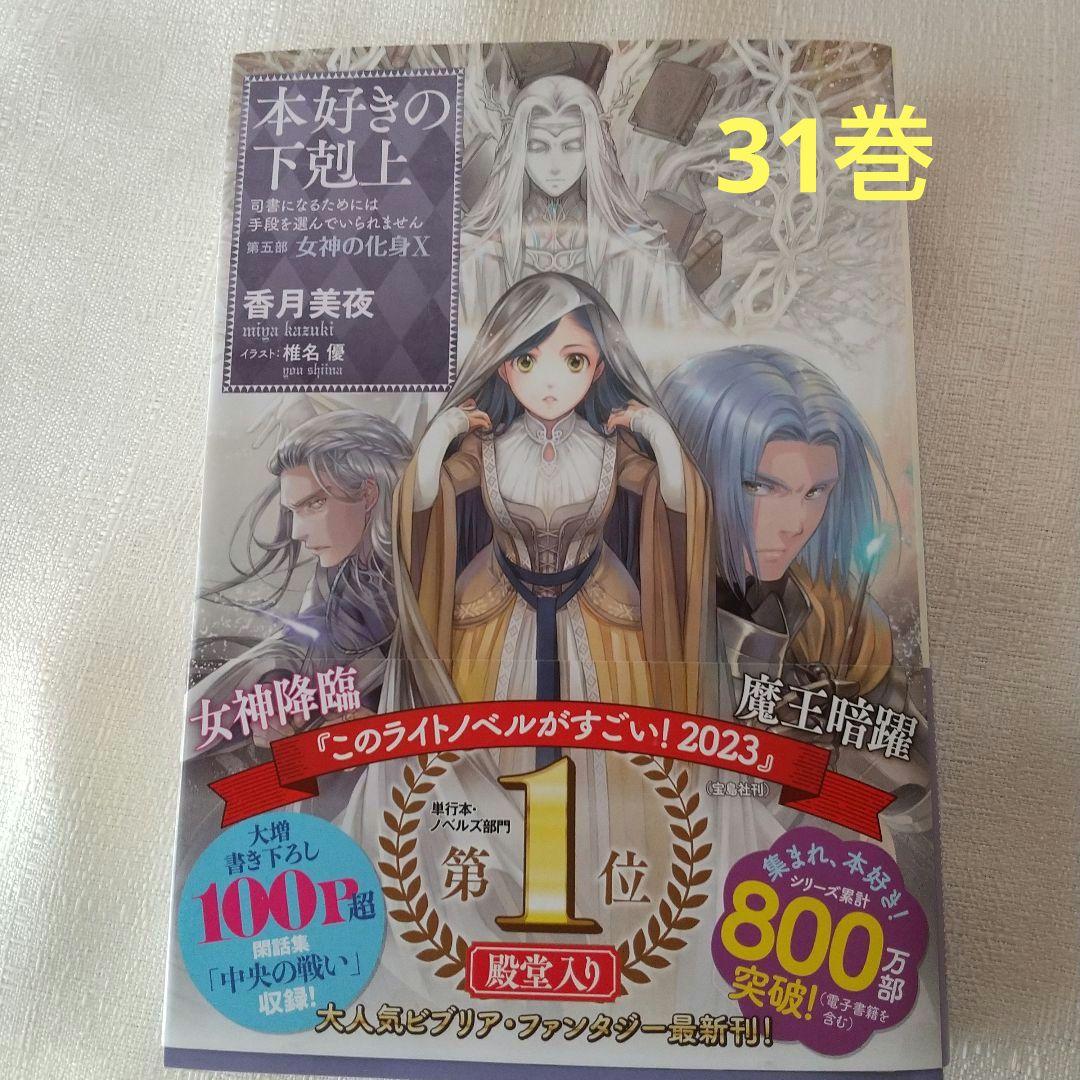 31巻
本好きの
下剋上
司書になるためには
手段を選んでいられません
第五部 女神の化身X
香月美夜
miya kazuki
イラスト:椎名 優
you shiina
女神降臨
魔王暗躍
『このライトノベルがすごい!2023』
(宝島社刊)
単行本・
ノベルズ部門
第1位
殿堂入り
大増
書き下ろし
100P超
閑話集
「中央の戦い」
収録!
集まれ、本好き!
シリーズ累計
800万部
突破!
(電子書籍を
含む)
大人気ビブリア・ファンタジー最新刊!